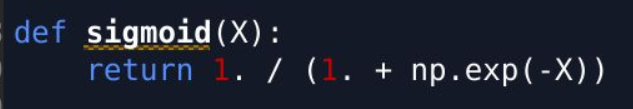 def sigmoid(X):
    return 1. / (1. + np.exp(-X))